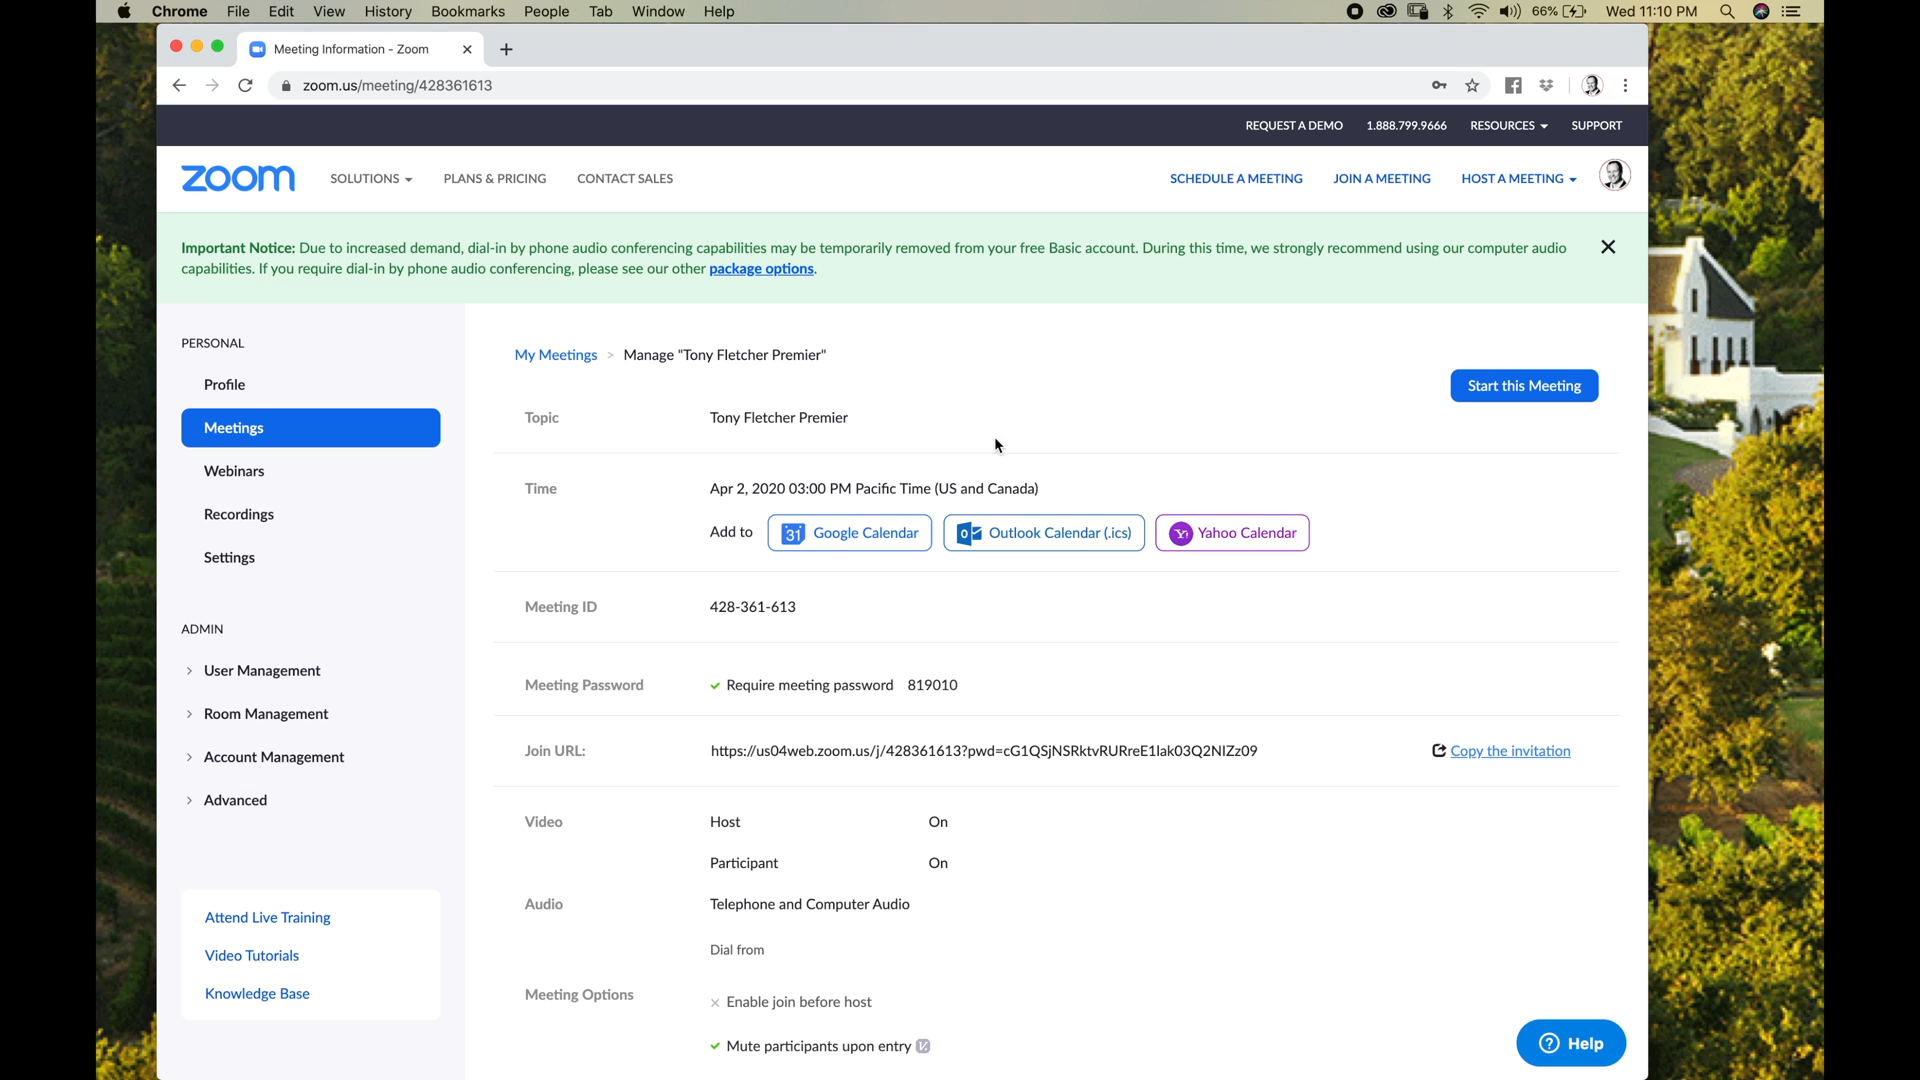 Chrome File Edit View History Bookmarks People Tab Window Help 66% Wed 11:10 PM
Meeting Information - Zoom
zoom.us/meeting/428361613
REQUEST A DEMO 1.888.799.9666 RESOURCES SUPPORT
zoom SOLUTIONS PLANS & PRICING CONTACT SALES SCHEDULE A MEETING JOIN A MEETING HOST A MEETING
Important Notice: Due to increased demand, dial-in by phone audio conferencing capabilities may be temporarily removed from your free Basic account. During this time, we strongly recommend using our computer audio
capabilities. If you require dial-in by phone audio conferencing, please see our other package options.
PERSONAL
Profile
Meetings
Webinars
Recordings
Settings
ADMIN
User Management
Room Management
Account Management
Advanced
Attend Live Training
Video Tutorials
Knowledge Base
My Meetings > Manage "Tony Fletcher Premier"
Start this Meeting
Topic Tony Fletcher Premier
Time Apr 2, 2020 03:00 PM Pacific Time (US and Canada)
Add to 31 Google Calendar Outlook Calendar (.ics) Yahoo Calendar
Meeting ID 428-361-613
Meeting Password Require meeting password 819010
Join URL: https://us04web.zoom.us/j/428361613?pwd=cG1QSjNSRktvRURreE1lak03Q2NIZz09 Copy the invitation
Video Host On
Participant On
Audio Telephone and Computer Audio
Dial from
Meeting Options Enable join before host
Mute participants upon entry
Help